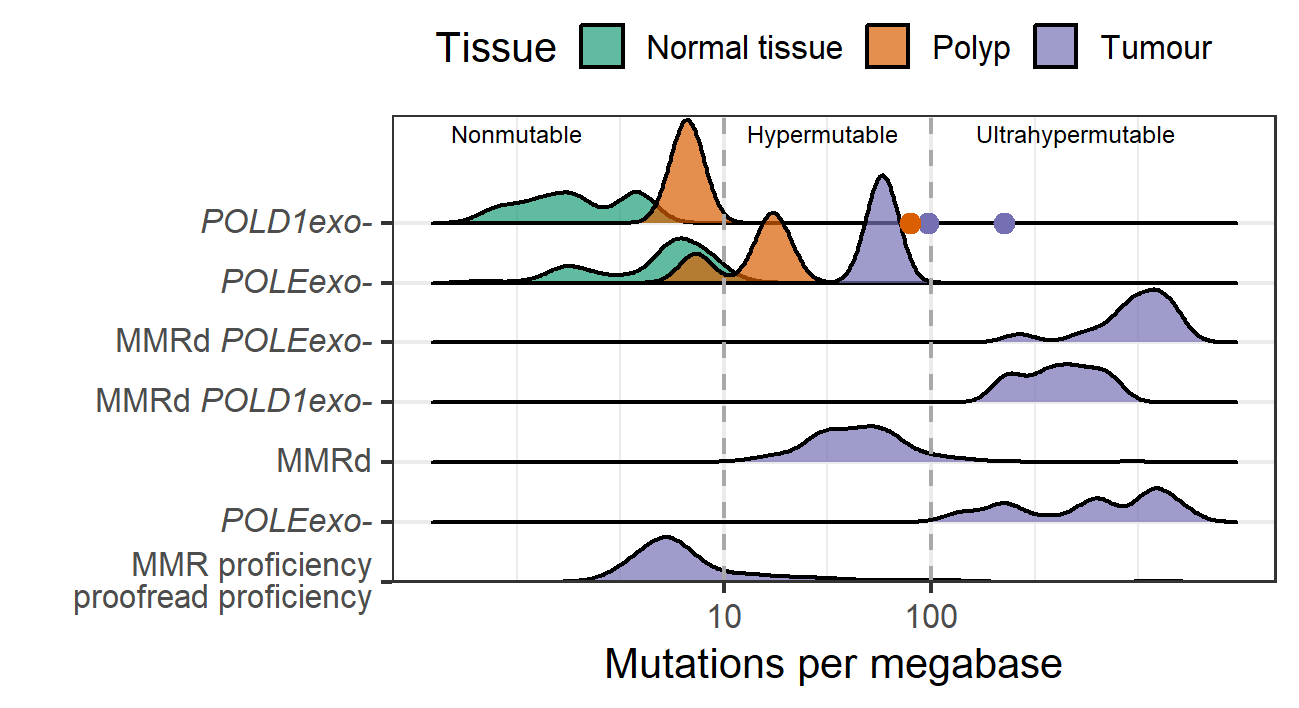 Tissue Normal tissue Polyp Tumour
Nonmutable Hypermutable Ultrahypermutable
POLD1exo-
POLEexo-
MMRd POLEexo-
MMRd POLD1exo-
MMRd
POLEexo-
MMR proficiency
proofread proficiency
10 100
Mutations per megabase